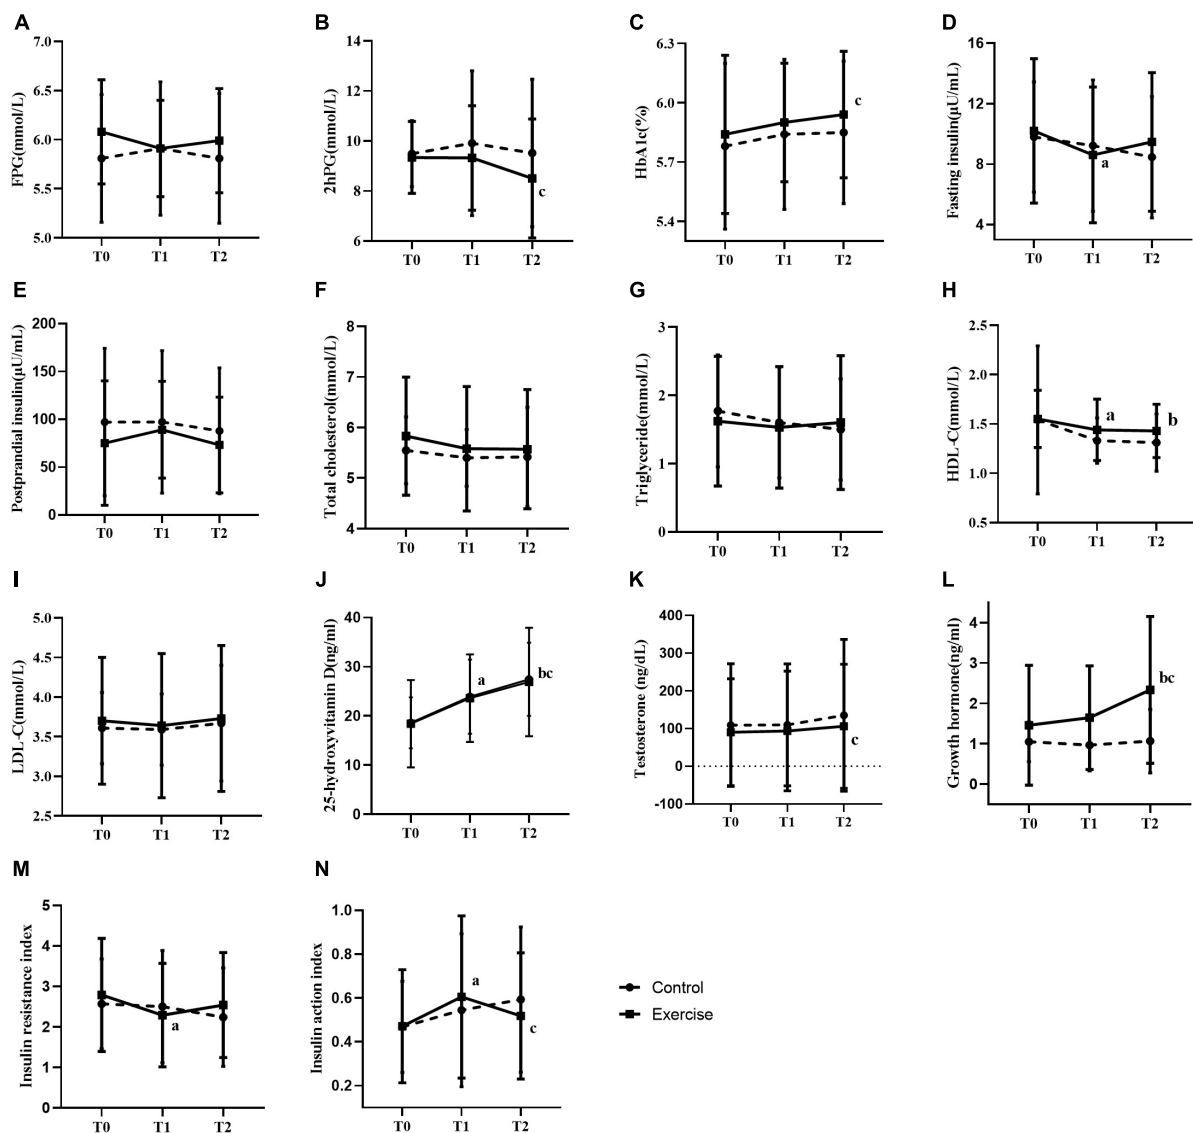 A
FPG(mmol/L)
7.0
6.5
6.0
5.5
5.0
T0 T1 T2
B
2hPG(mmol/L)
14
12
10
8
6
c
T0 T1 T2
C
HbA1c(%)
6.3
6.0
5.7
5.4
c
T0 T1 T2
D
Fasting insulin(μU/mL)
16
12
8
4
a
T0 T1 T2
E
Postprandial insulin(μU/mL)
200
150
100
50
0
T0 T1 T2
F
Total cholesterol(mmol/L)
8
7
6
5
4
T0 T1 T2
G
Triglyceride(mmol/L)
3
2
1
0
T0 T1 T2
H
HDL-C(mmol/L)
2.5
2.0
1.5
1.0
0.5
a b
T0 T1 T2
I
LDL-C(mmol/L)
5.0
4.5
4.0
3.5
3.0
2.5
T0 T1 T2
J
25-hydroxyvitamin D(ng/ml)
40
30
20
10
0
a bc
T0 T1 T2
K
Testosterone (ng/dL)
400
300
200
100
0
-100
c
T0 T1 T2
L
Growth hormone(ng/ml)
4
3
2
1
0
bc
T0 T1 T2
M
Insulin resistance index
5
4
3
2
1
0
a
T0 T1 T2
N
Insulin action index
1.0
0.8
0.6
0.4
0.2
a
c
T0 T1 T2
Control
Exercise